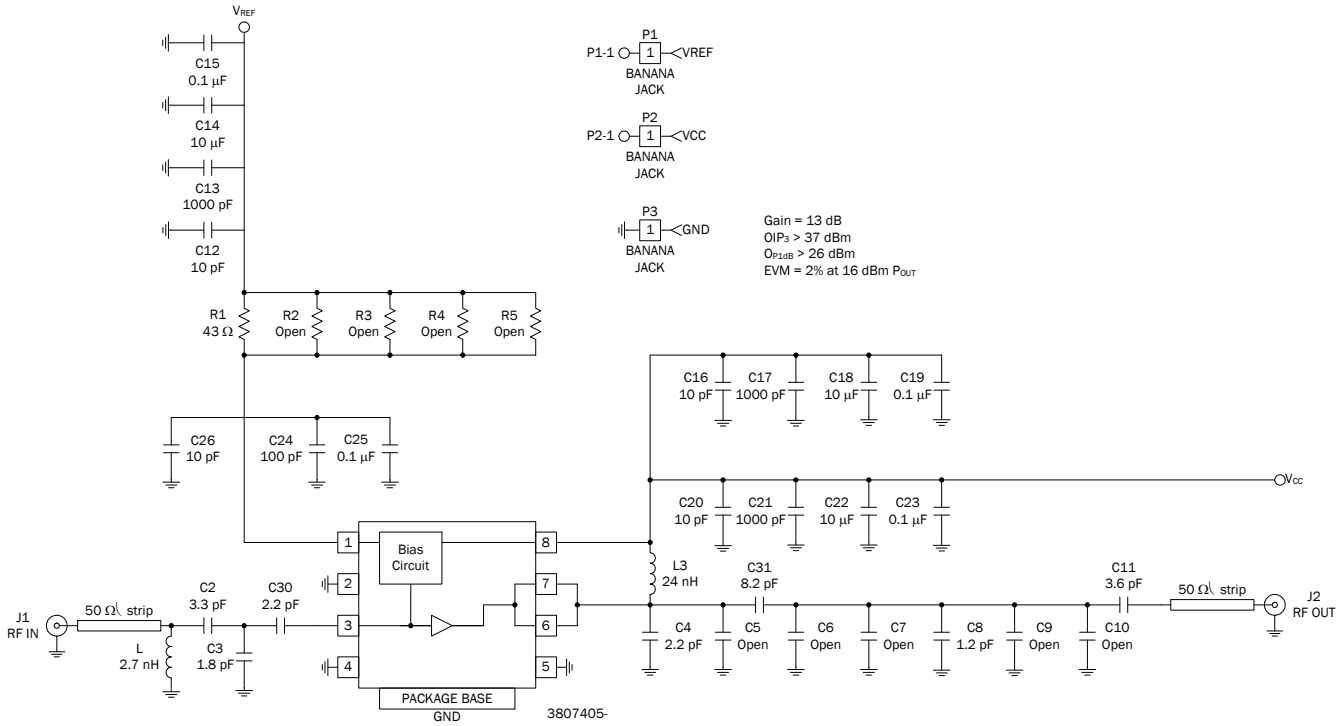 VREF
C15
0.1 µF
C14
10 µF
C13
1000 pF
C12
10 pF
P1
P1-1 1 VREF
BANANA
JACK
P2
P2-1 1 VCC
BANANA
JACK
P3
1 GND
BANANA
JACK
Gain = 13 dB
OIP3 > 37 dBm
OP1dB > 26 dBm
EVM = 2% at 16 dBm POUT
R1
43 Ω
R2
Open
R3
Open
R4
Open
R5
Open
C26
10 pF
C24
100 pF
C25
0.1 µF
C16
10 pF
C17
1000 pF
C18
10 µF
C19
0.1 µF
VCC
C20
10 pF
C21
1000 pF
C22
10 µF
C23
0.1 µF
1
2
3
4
Bias
Circuit
8
7
6
5
PACKAGE BASE
GND
3807405-
J1
RF IN
50 Ω\ strip
L
2.7 nH
C2
3.3 pF
C3
1.8 pF
C30
2.2 pF
L3
24 nH
C31
8.2 pF
C4
2.2 pF
C5
Open
C6
Open
C7
Open
C8
1.2 pF
C9
Open
C10
Open
C11
3.6 pF
50 Ω\ strip
J2
RF OUT